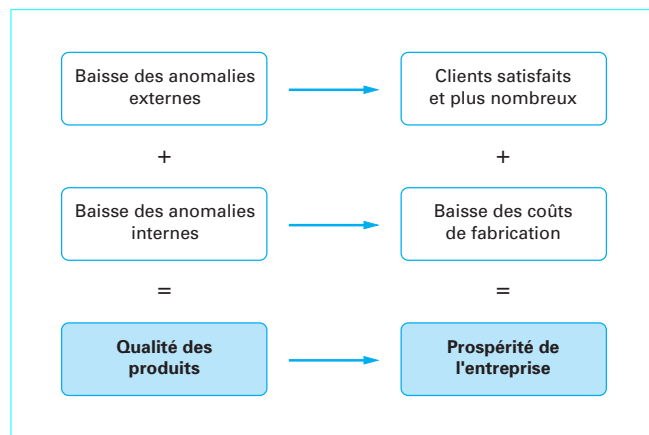 Baisse des anomalies
externes
Clients satisfaits
et plus nombreux
+
+
Baisse des anomalies
internes
Baisse des coûts
de fabrication
=
=
Qualité des
produits
Prospérité de
l'entreprise